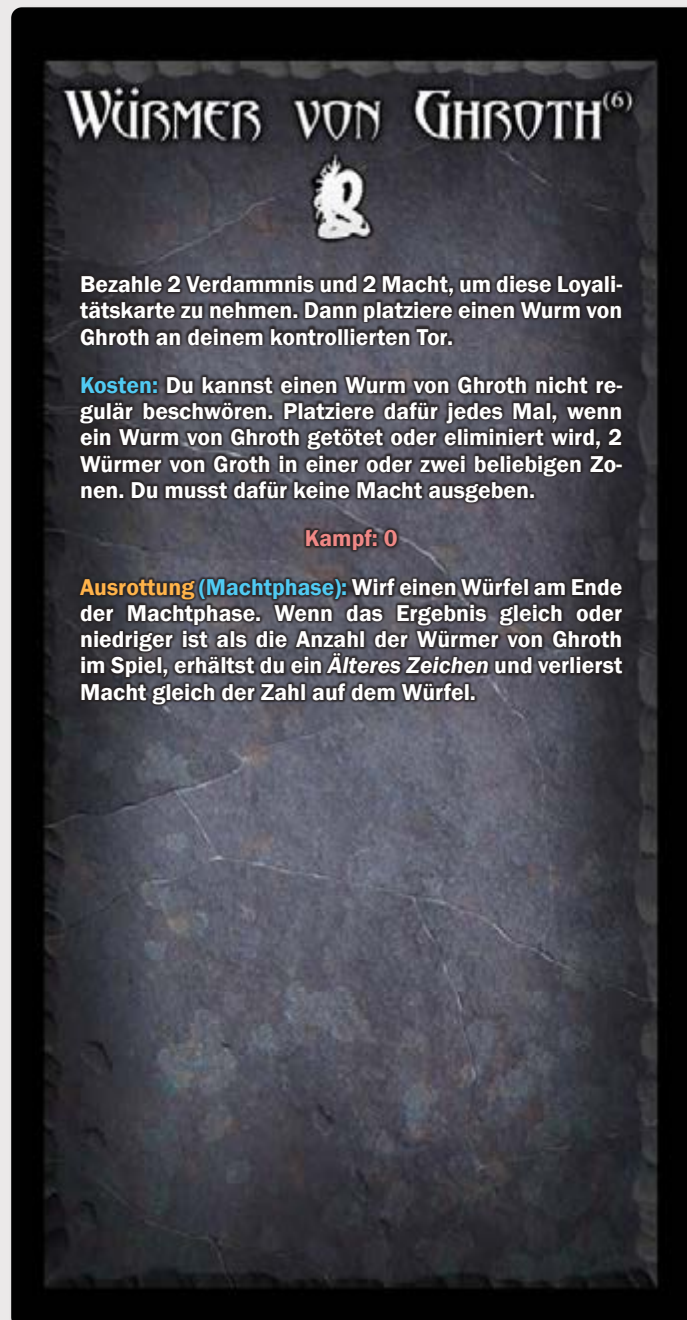 Würmer von Ghroth(6)
Bezahle 2 Verdammnis und 2 Macht, um diese Loyali-
tätskarte zu nehmen. Dann platziere einen Wurm von
Ghroth an deinem kontrollierten Tor.
Kosten: Du kannst einen Wurm von Ghroth nicht re-
gulär beschwören. Platziere dafür jedes Mal, wenn
ein Wurm von Ghroth getötet oder eliminiert wird, 2
Würmer von Groth in einer oder zwei beliebigen Zo-
nen. Du musst dafür keine Macht ausgeben.
Kampf: 0
Ausrottung (Machtphase): Wirf einen Würfel am Ende
der Machtphase. Wenn das Ergebnis gleich oder
niedriger ist als die Anzahl der Würmer von Ghroth
im Spiel, erhältst du ein Älteres Zeichen und verlierst
Macht gleich der Zahl auf dem Würfel.